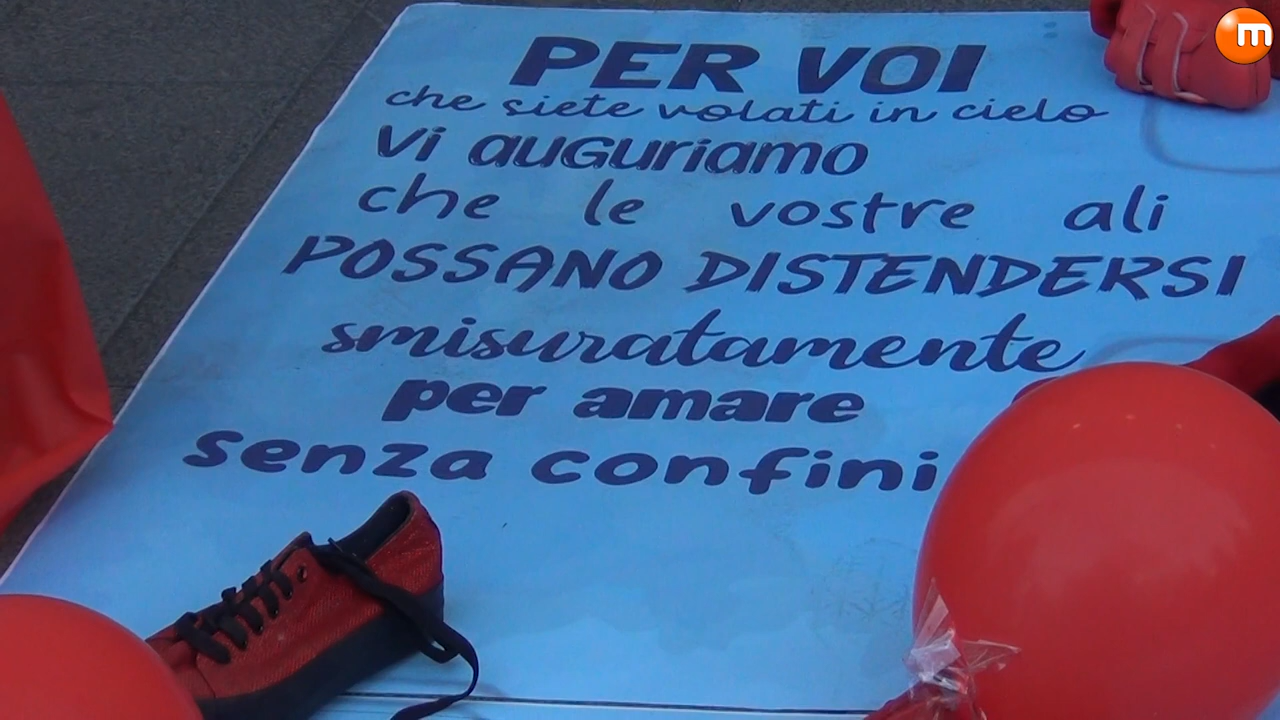 PER VOI
che siete volati in cielo
vi auguriamo
che le vostre ali
POSSANO DISTENDERSI
smisuratamente
per amare
senza confini
m